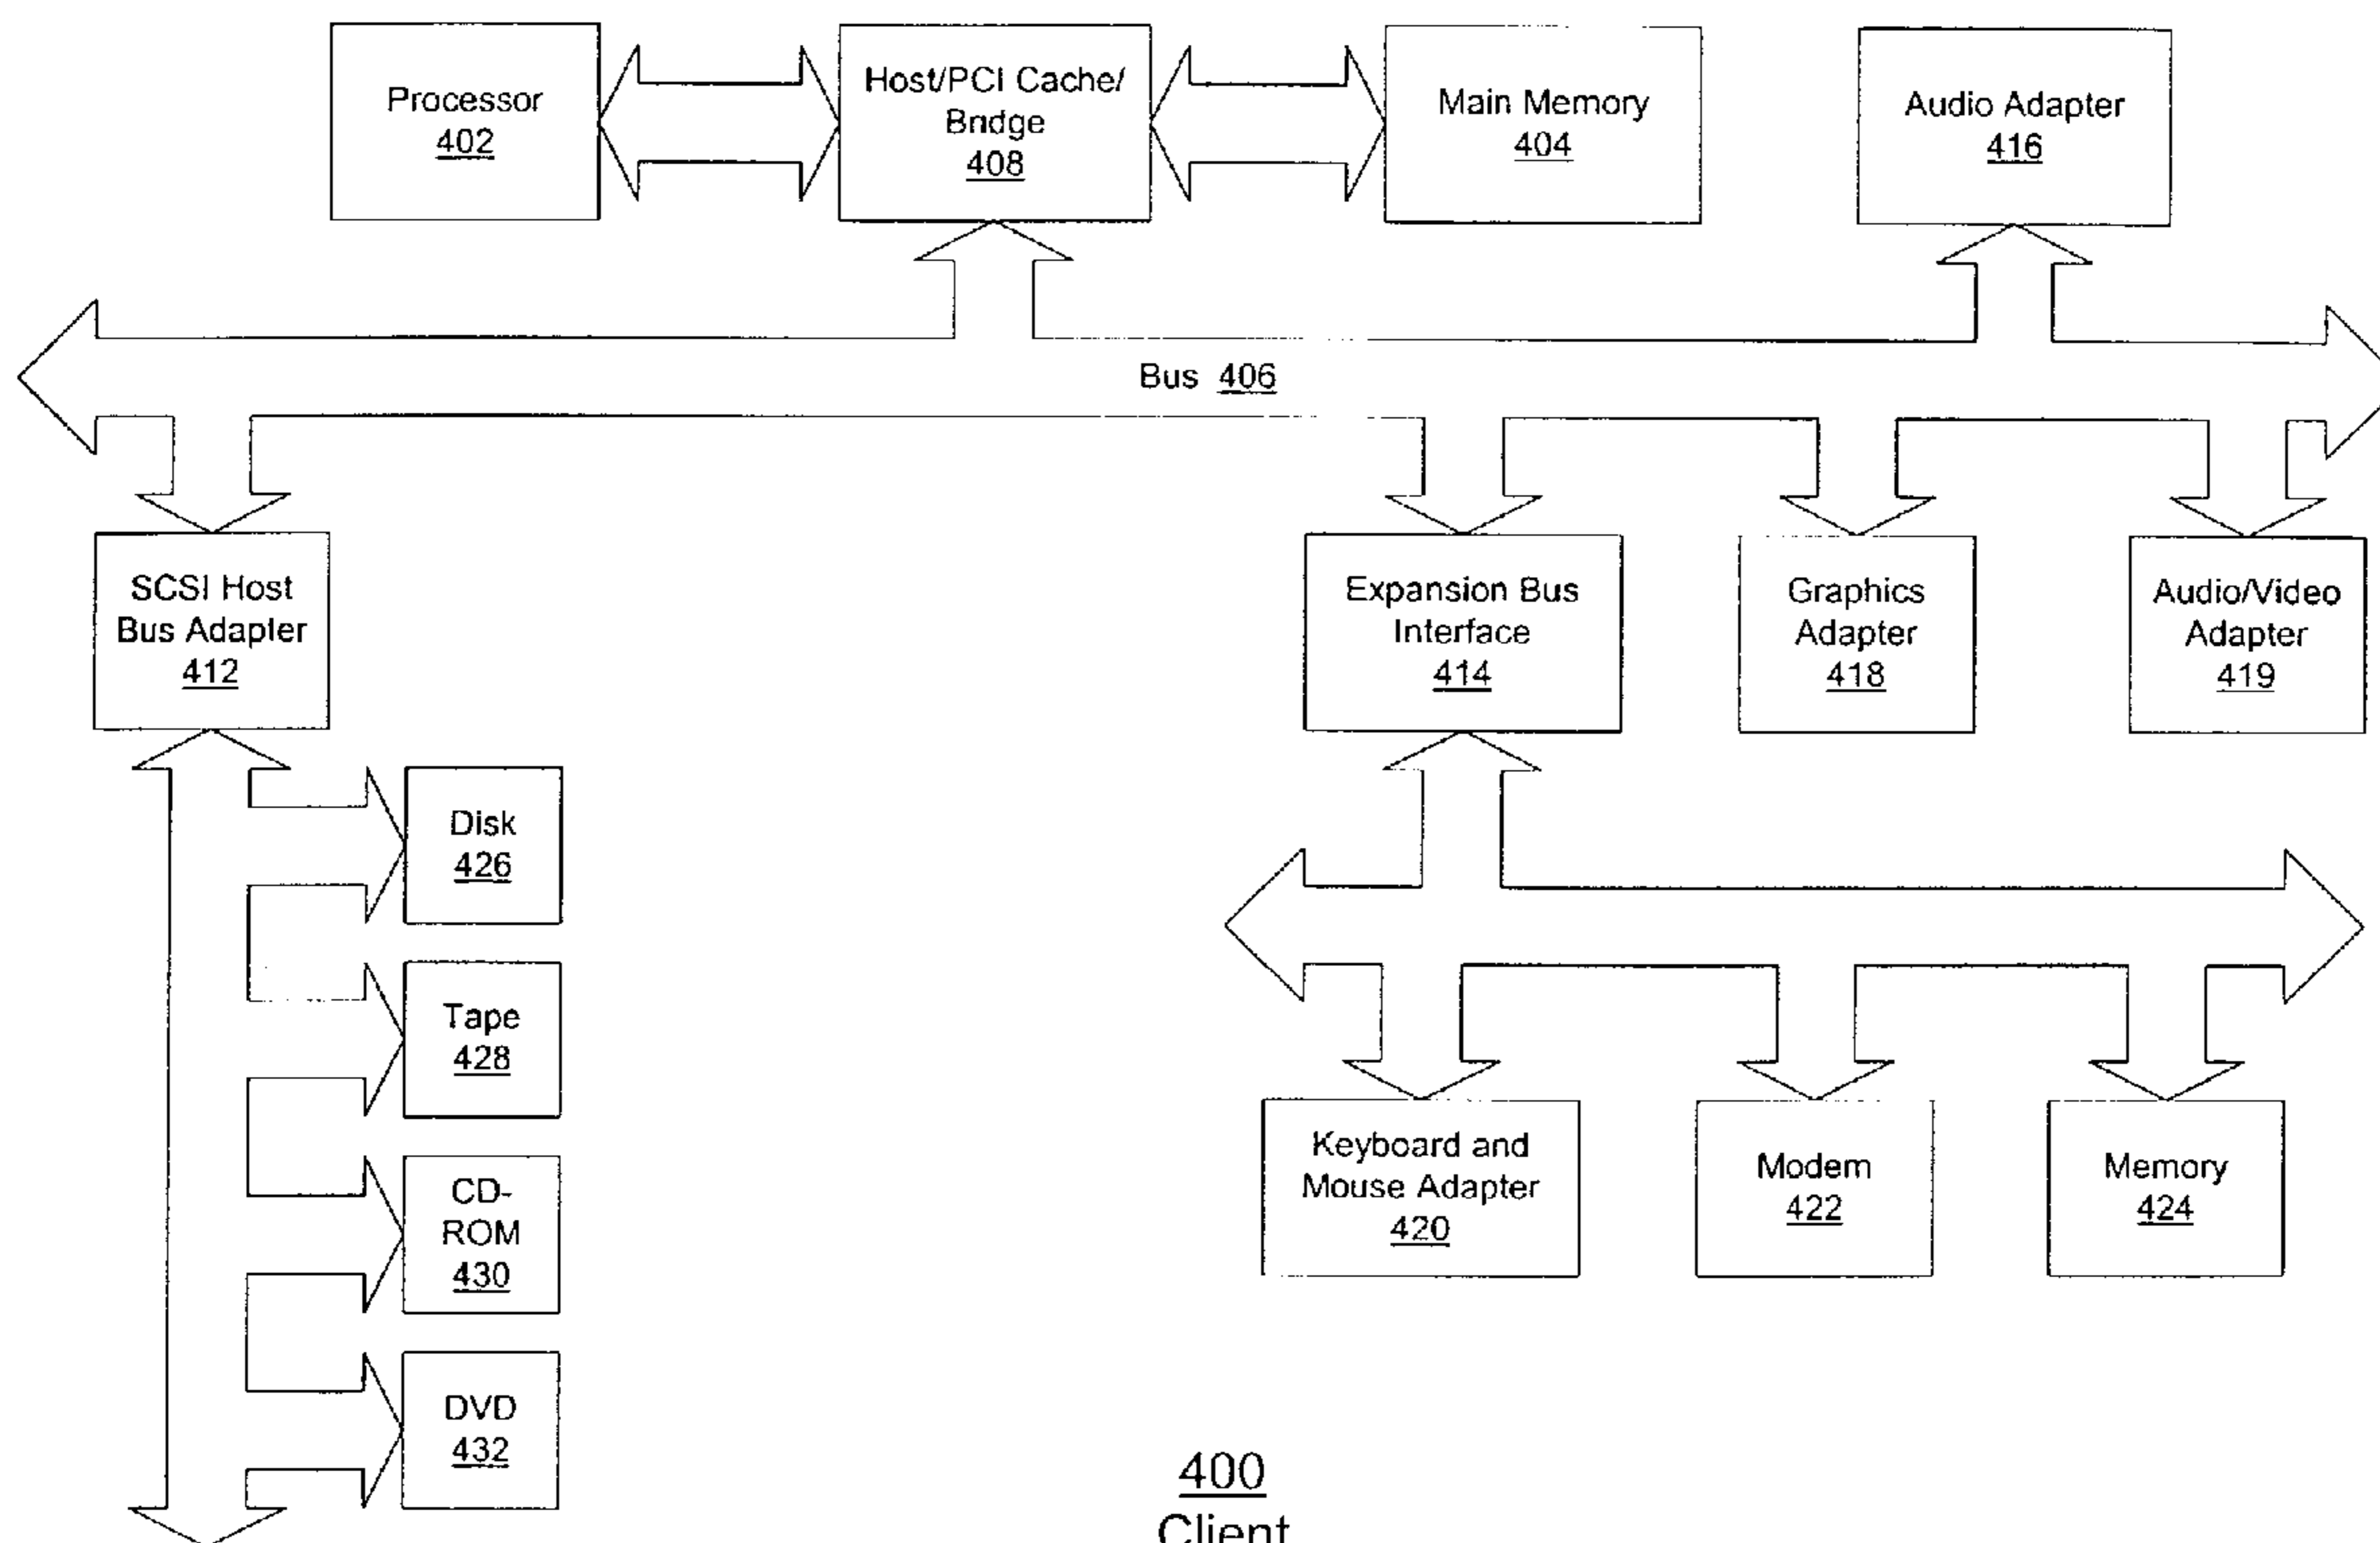 Processor
402
Host/PCI Cache/
Bridge
408
Main Memory
404
Audio Adapter
416
Bus 406
SCSI Host
Bus Adapter
412
Expansion Bus
Interface
414
Graphics
Adapter
418
Audio/Video
Adapter
419
Disk
426
Tape
428
CD-
ROM
430
DVD
432
Keyboard and
Mouse Adapter
420
Modem
422
Memory
424
400
Client